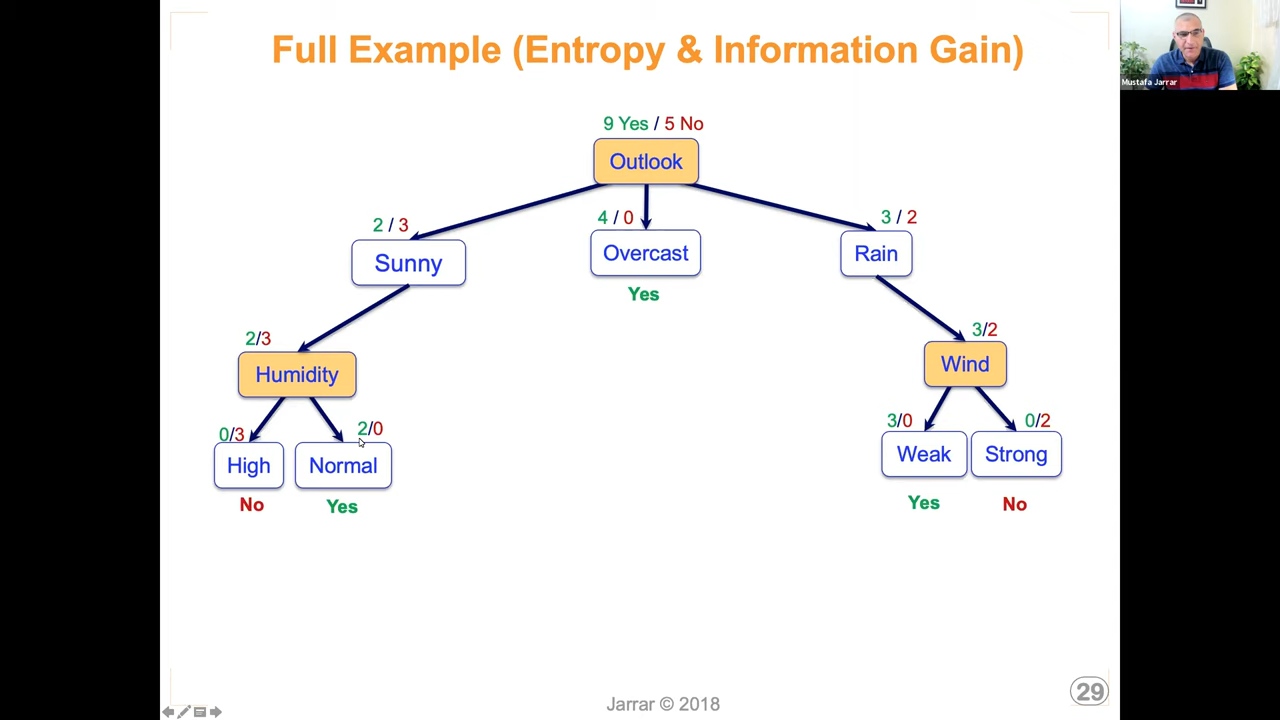 Full Example (Entropy & Information Gain)
Mustafa Jarrar
9 Yes / 5 No
Outlook
2 / 3
4 / 0
3 / 2
Sunny
Overcast
Rain
Yes
2/3
3/2
Humidity
Wind
0/3
2/0
3/0
0/2
High
Normal
Weak
Strong
No
Yes
Yes
No
Jarrar © 2018
29